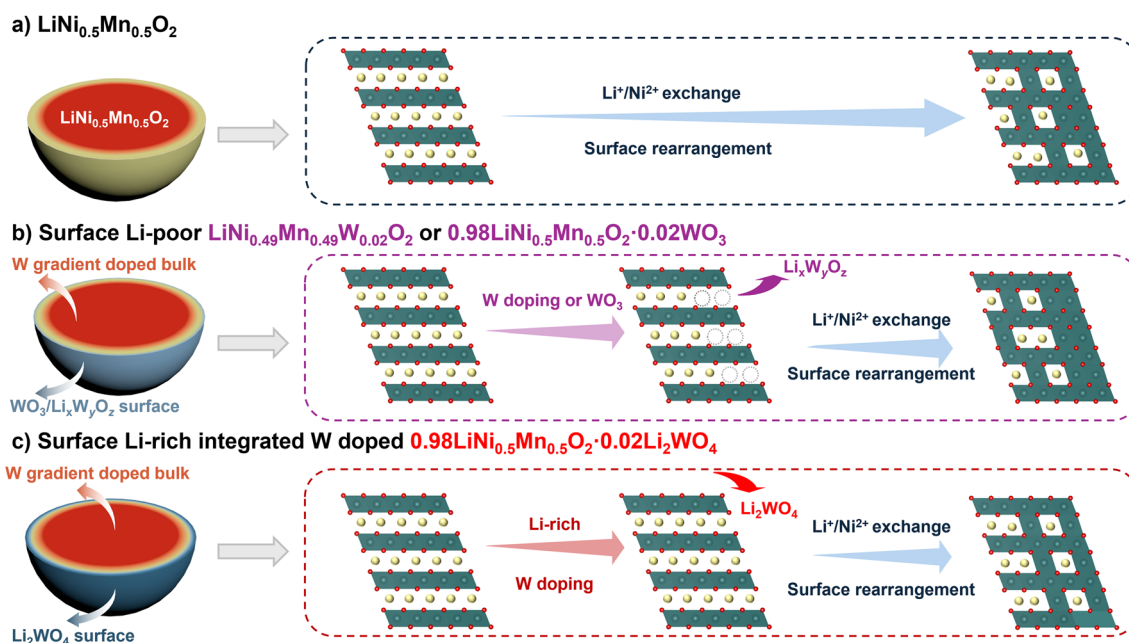 a) LiNi₀.₅Mn₀.₅O₂
LiNi₀.₅Mn₀.₅O₂
Li⁺/Ni²⁺ exchange
Surface rearrangement
b) Surface Li-poor LiNi₀.₄₉Mn₀.₄₉W₀.₀₂O₂ or 0.98LiNi₀.₅Mn₀.₅O₂·0.02WO₃
W gradient doped bulk
WO₃/LiₓWᵧO𝓏 surface
W doping or WO₃
LiₓWᵧO𝓏
Li⁺/Ni²⁺ exchange
Surface rearrangement
c) Surface Li-rich integrated W doped 0.98LiNi₀.₅Mn₀.₅O₂·0.02Li₂WO₄
W gradient doped bulk
Li₂WO₄ surface
Li-rich
W doping
Li₂WO₄
Li⁺/Ni²⁺ exchange
Surface rearrangement